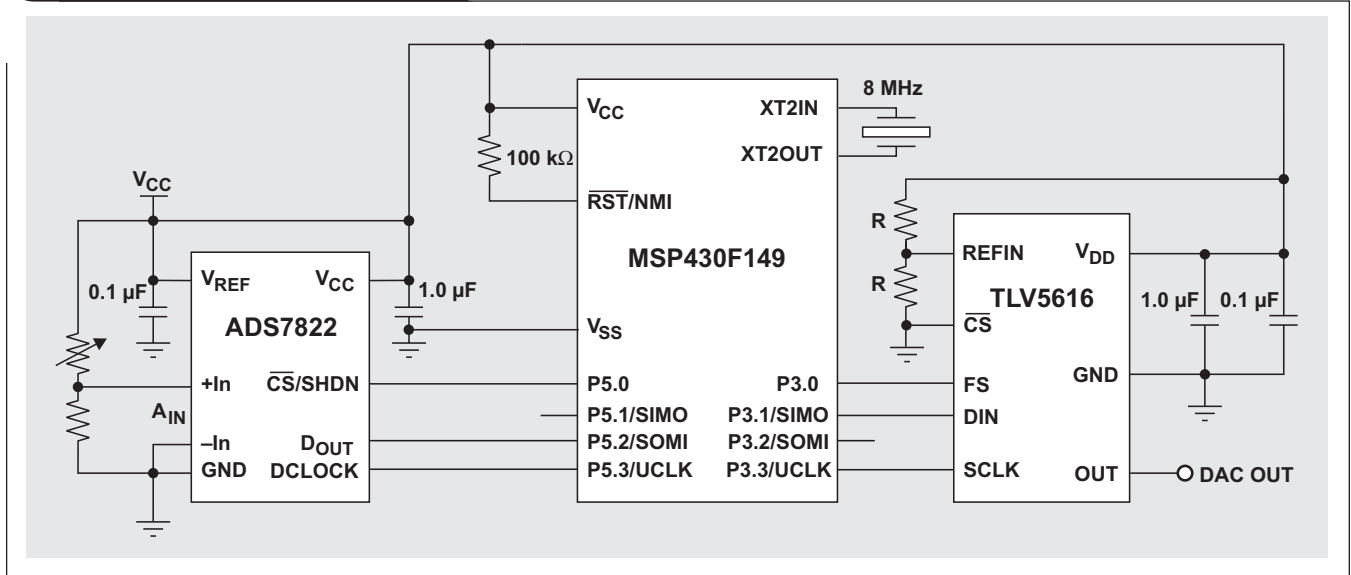 8 MHz
VCC
XT2IN
XT2OUT
100 kΩ
RST/NMI
MSP430F149
VSS
P5.0
P5.1/SIMO
P5.2/SOMI
P5.3/UCLK
P3.0
P3.1/SIMO
P3.2/SOMI
P3.3/UCLK
VCC
0.1 µF
VREF
VCC
1.0 µF
ADS7822
+In
CS/SHDN
AIN
–In
DOUT
GND
DCLOCK
R
R
REFIN
VDD
TLV5616
1.0 µF
0.1 µF
CS
GND
FS
DIN
SCLK
OUT
DAC OUT